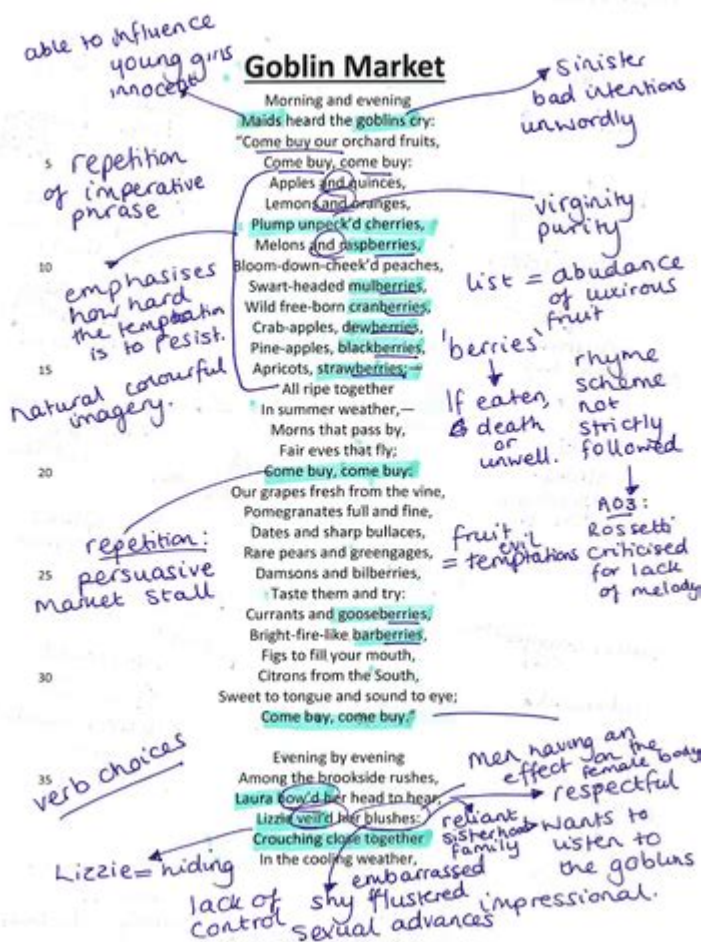 able to influence
young girls
innocent
Goblin Market
Sinister
bad intentions
unwordly
Morning and evening
Maids heard the goblins cry:
"Come buy our orchard fruits,
5 Come buy, come buy:
Apples and quinces,
Lemons and oranges,
Plump unpeck'd cherries,
Melons and raspberries,
10 Bloom-down-cheek'd peaches,
Swart-headed mulberries,
Wild free-born cranberries,
Crab-apples, dewberries,
Pine-apples, blackberries,
15 Apricots, strawberries;—
All ripe together
In summer weather,—
Morns that pass by,
Fair eves that fly;
20 Come buy, come buy:
Our grapes fresh from the vine,
Pomegranates full and fine,
Dates and sharp bullaces,
Rare pears and greengages,
25 Damsons and bilberries,
Taste them and try:
Currants and gooseberries,
Bright-fire-like barberries,
Figs to fill your mouth,
30 Citrons from the South,
Sweet to tongue and sound to eye;
Come buy, come buy."
Evening by evening
Among the brookside rushes,
35 Laura bow'd her head to hear,
Lizzie veil'd her blushes:
Crouching close together
In the cooling weather,
repetition
of imperative
phrase
emphasises
how hard
the temptation
is to resist.
natural colourful
imagery.
repetition:
persuasive
market stall
verb choices
Lizzie = hiding
lack of
control
virginity
purity
list = abudance
of luxirous
fruit
'berries'
If eaten,
death
or
unwell.
rhyme
scheme
not
strictly
followed
AO3:
Rossetti
criticised
for lack
of melody
fruit
= evil
temptations
men having an
effect on the
female body
respectful
wants to
listen to
the goblins
impressional.
reliant
sisterhood
family
embarrassed
shy flustered
sexual advances